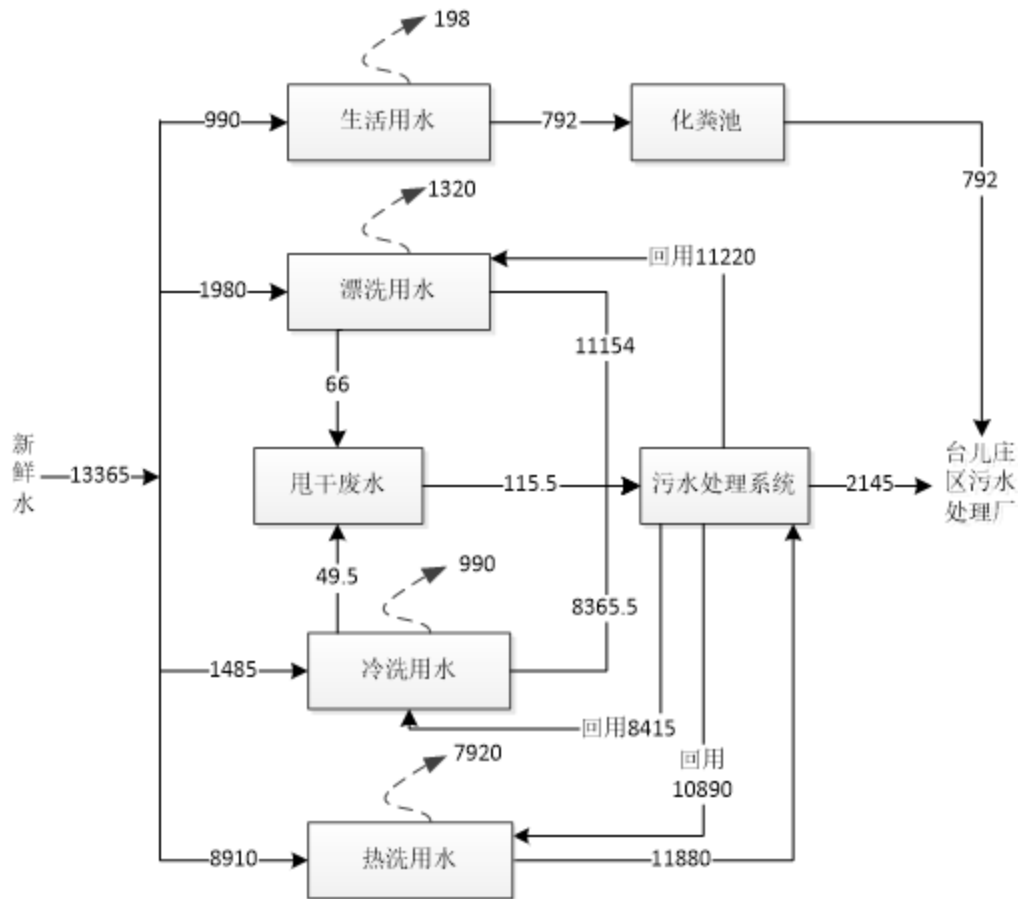 198
990
生活用水
792
化粪池
792
1320
回用11220
1980
漂洗用水
11154
66
新
鲜
水
13365
甩干废水
115.5
污水处理系统
2145
台儿庄
区污水
处理厂
49.5
990
8365.5
1485
冷洗用水
回用8415
7920
回用
10890
8910
热洗用水
11880